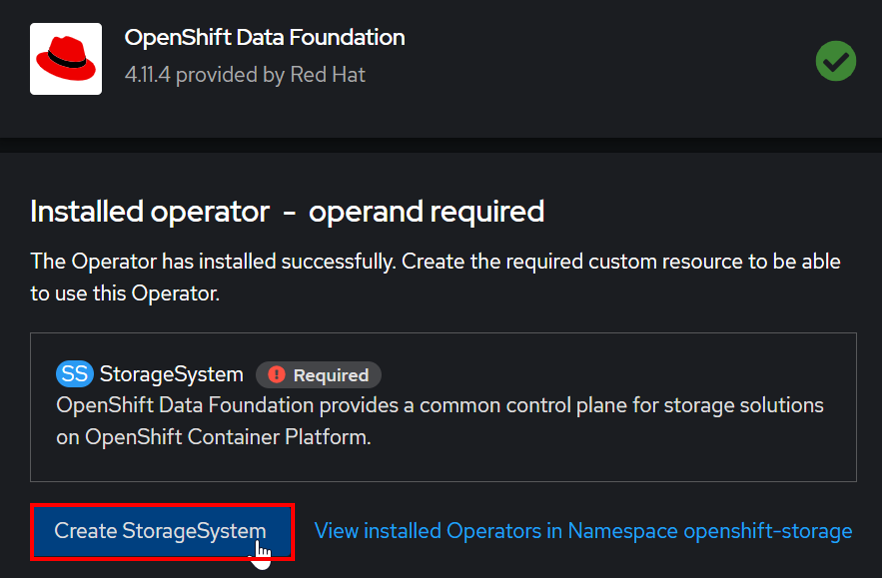 OpenShift Data Foundation
4.11.4 provided by Red Hat
Installed operator - operand required
The Operator has installed successfully. Create the required custom resource to be able
to use this Operator.
SS StorageSystem ! Required
OpenShift Data Foundation provides a common control plane for storage solutions
on OpenShift Container Platform.
Create StorageSystem View installed Operators in Namespace openshift-storage